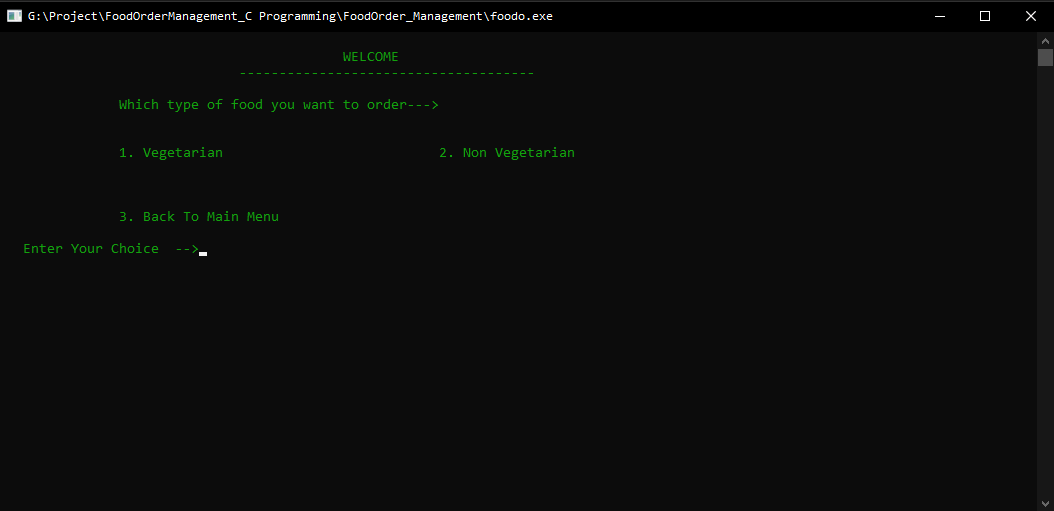 G:\Project\FoodOrderManagement_C Programming\FoodOrder_Management\foodo.exe
WELCOME
-------------------------------------
Which type of food you want to order--->
1. Vegetarian 2. Non Vegetarian
3. Back To Main Menu
Enter Your Choice -->